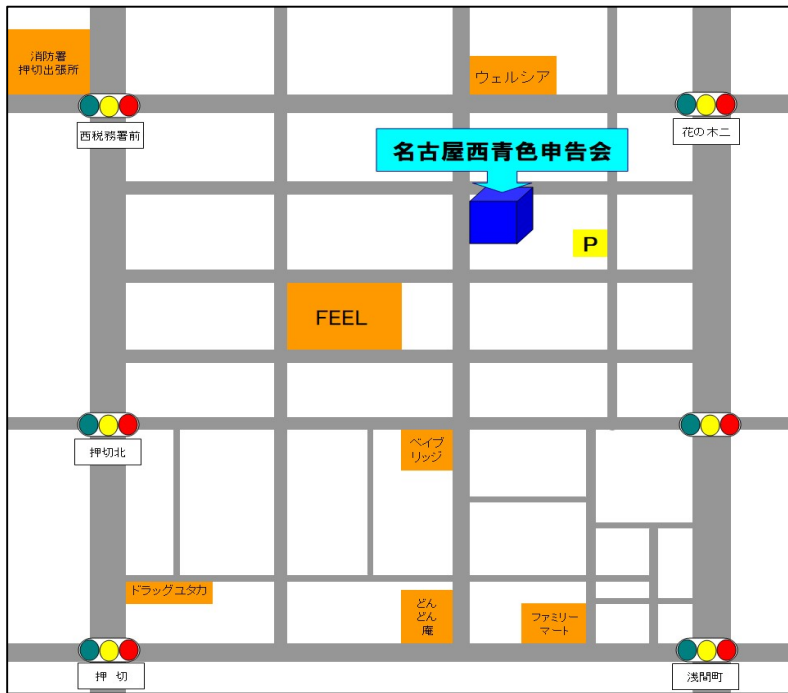 消防署
押切出張所
ウェルシア
西税務署前
花の木二
名古屋西青色申告会
P
FEEL
押切北
ベイブ
リッジ
ドラッグユタカ
どん
どん
庵
ファミリー
マート
押 切
浅間町